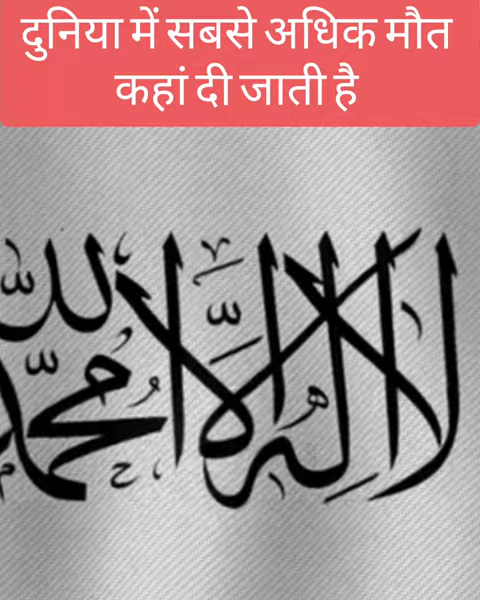 दुनिया में सबसे अधिक मौत
कहां दी जाती है
لا إله إلا الله محمد